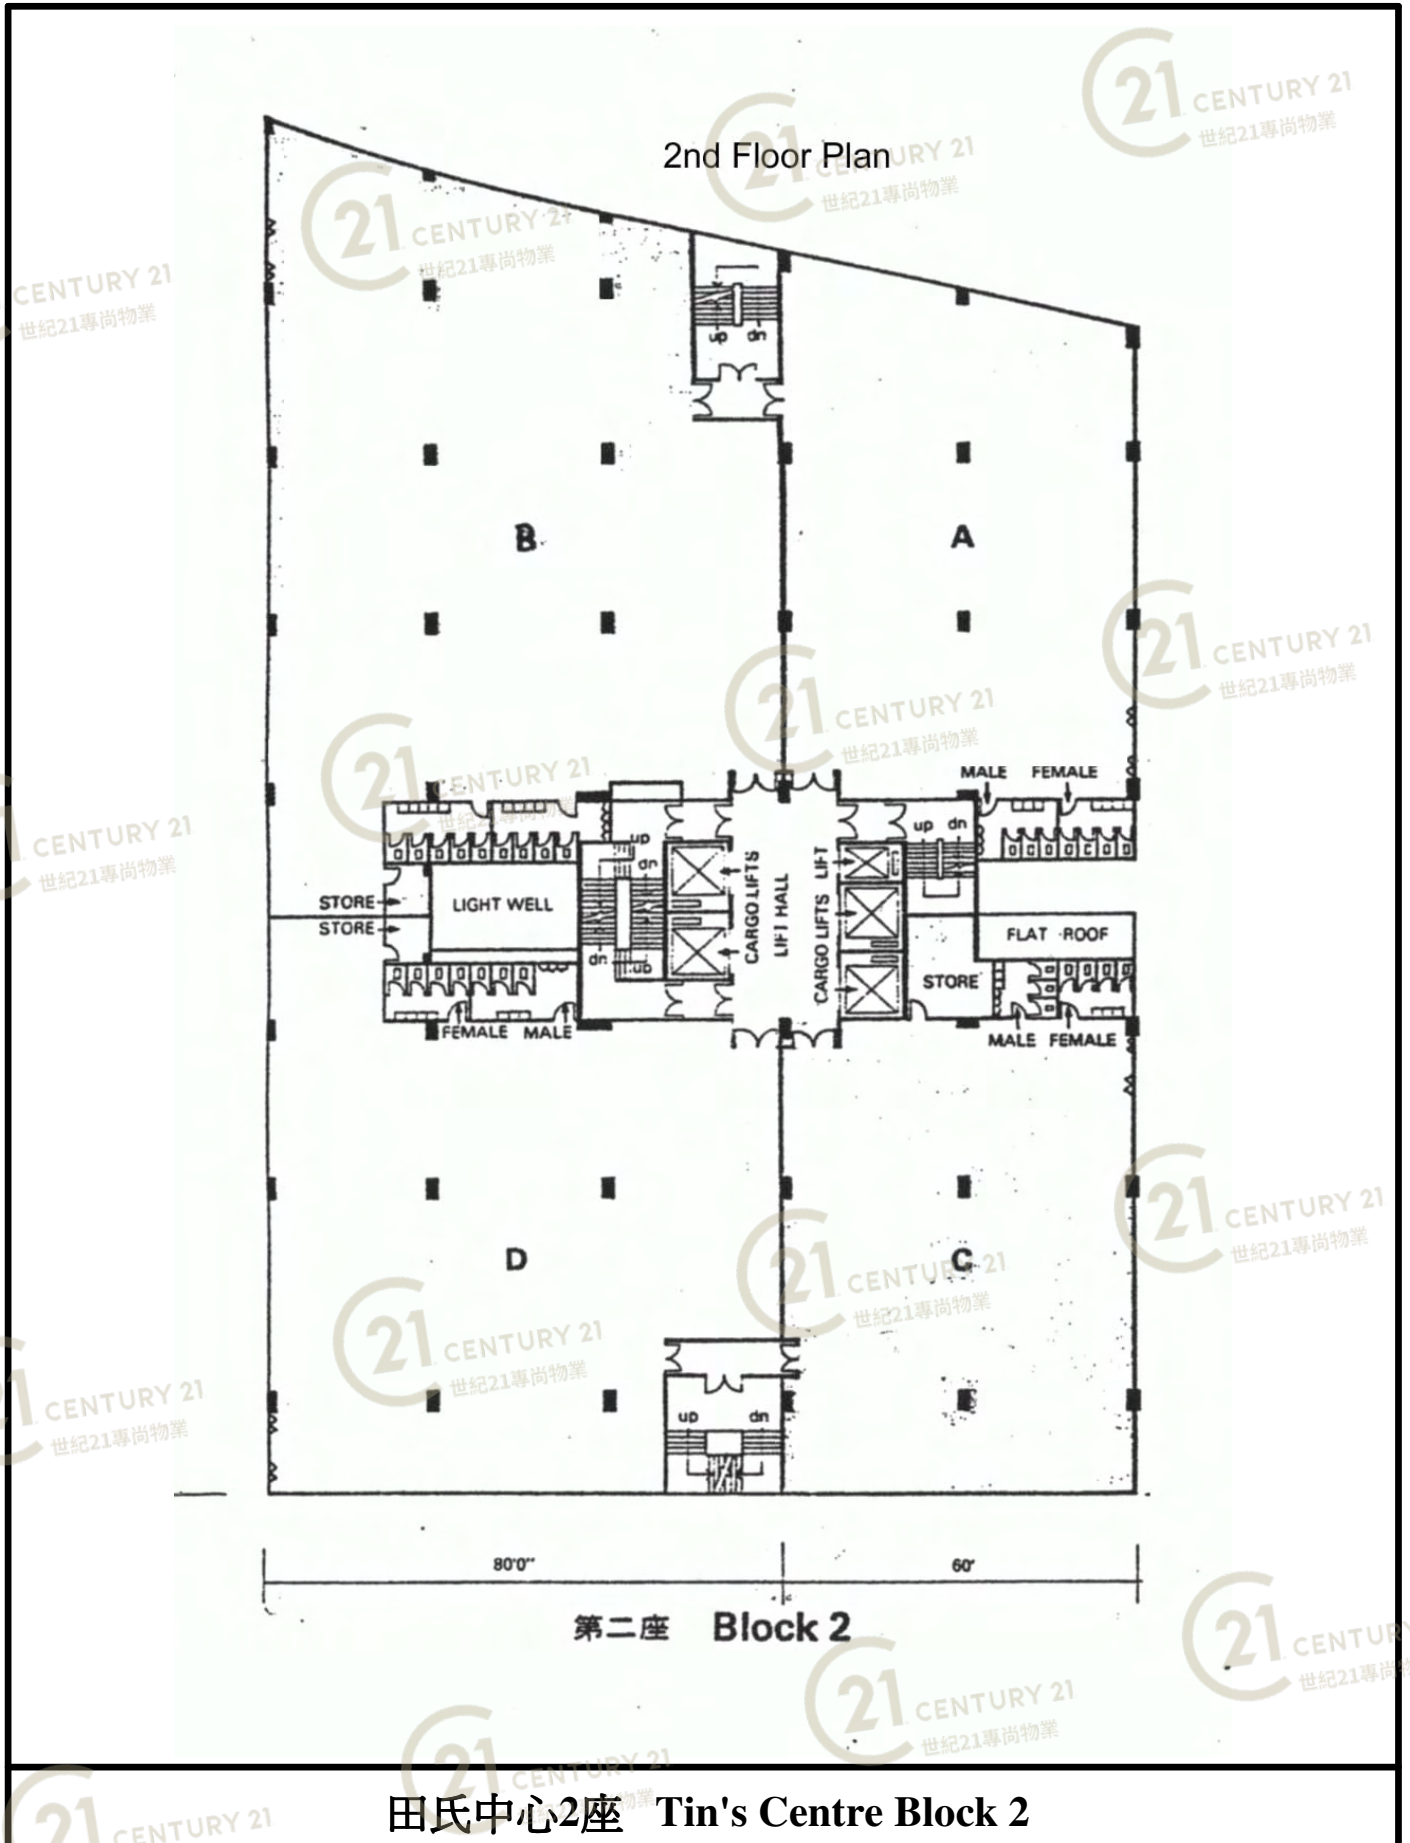 2nd Floor Plan
CENTURY 21
世紀21專尚物業
up dn
B
A
MALE FEMALE
up dn
up
dn
STORE
STORE
LIGHT WELL
CARGO LIFTS
LIFT HALL
CARGO LIFTS LIFT
FLAT ROOF
STORE
dn up
FEMALE MALE
MALE FEMALE
D
C
up dn
80'0"
60'
第二座 Block 2
田氏中心2座 Tin's Centre Block 2